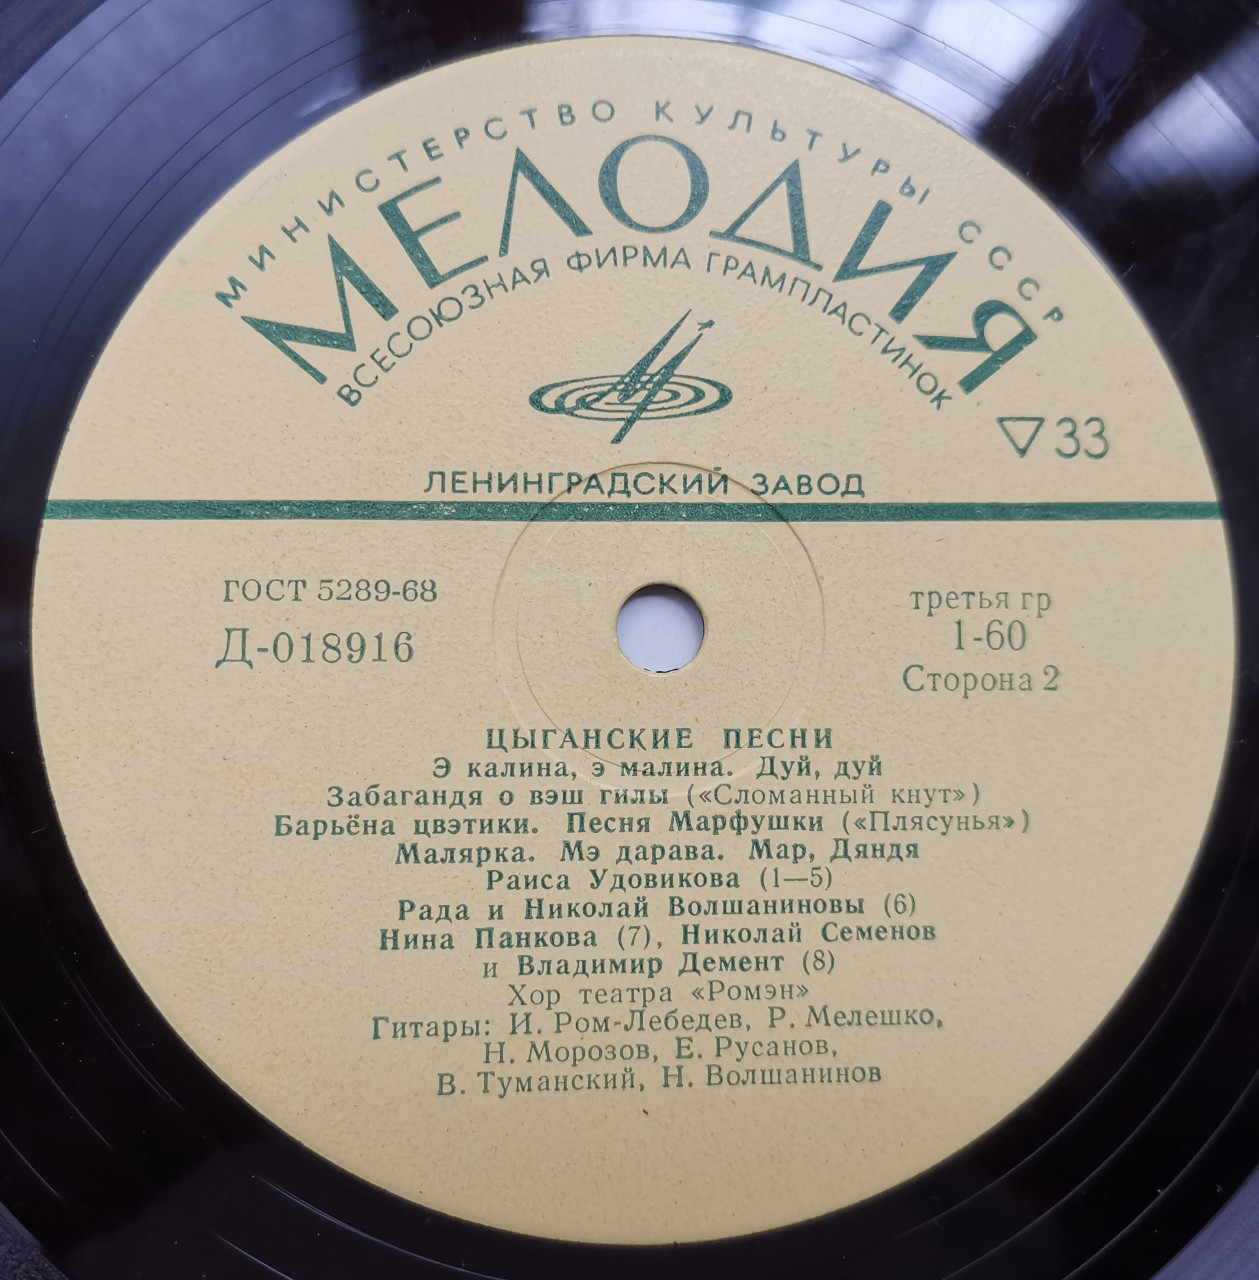 МИНИСТЕРСТВО КУЛЬТУРЫ СССР
МЕЛОДИЯ
ВСЕСОЮЗНАЯ ФИРМА ГРАМПЛАСТИНОК
▽33
ЛЕНИНГРАДСКИЙ ЗАВОД
ГОСТ 5289-68
Д-018916
третья гр
1-60
Сторона 2
ЦЫГАНСКИЕ ПЕСНИ
Э калина, э малина. Дуй, дуй
Забагандя о вэш гилы («Сломанный кнут»)
Барьёна цвэтики. Песня Марфушки («Плясунья»)
Малярка. Мэ дарава. Мар, Дяндя
Раиса Удовикова (1—5)
Рада и Николай Волшаниновы (6)
Нина Панкова (7), Николай Семенов
и Владимир Демент (8)
Хор театра «Ромэн»
Гитары: И. Ром-Лебедев, Р. Мелешко,
Н. Морозов, Е. Русанов,
В. Туманский, Н. Волшанинов